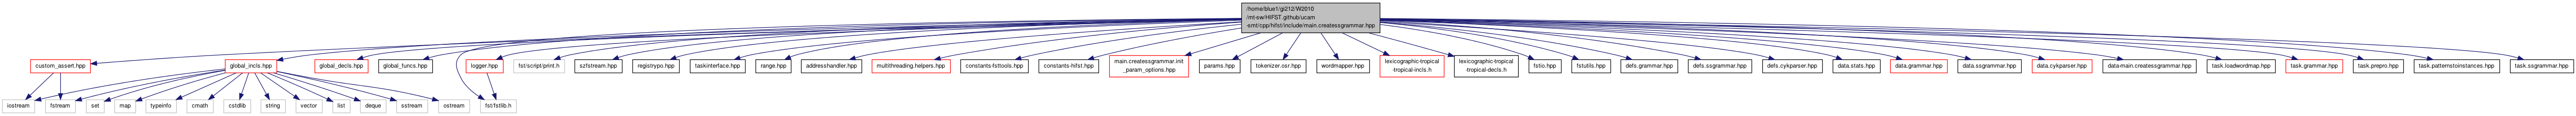 /home/blue1/gi212/W2010
/mt-sw/HIFST.github/ucam
-smt/cpp/hifst/include/main.createssgrammar.hpp
custom_assert.hpp
global_incls.hpp
global_decls.hpp
global_funcs.hpp
logger.hpp
fst/script/print.h
szfstream.hpp
registrypo.hpp
taskinterface.hpp
range.hpp
addresshandler.hpp
multithreading.helpers.hpp
constants-fsttools.hpp
constants-hifst.hpp
main.createssgrammar.init
_param_options.hpp
params.hpp
tokenizer.osr.hpp
wordmapper.hpp
lexicographic-tropical
-tropical-incls.h
lexicographic-tropical
-tropical-decls.h
fstio.hpp
fstutils.hpp
defs.grammar.hpp
defs.ssgrammar.hpp
defs.cykparser.hpp
data.stats.hpp
data.grammar.hpp
data.ssgrammar.hpp
data.cykparser.hpp
data-main.createssgrammar.hpp
task.loadwordmap.hpp
task.grammar.hpp
task.prepro.hpp
task.patternstoinstances.hpp
task.ssgrammar.hpp
iostream
fstream
set
map
typeinfo
cmath
cstdlib
string
vector
list
deque
sstream
ostream
fst/fstlib.h